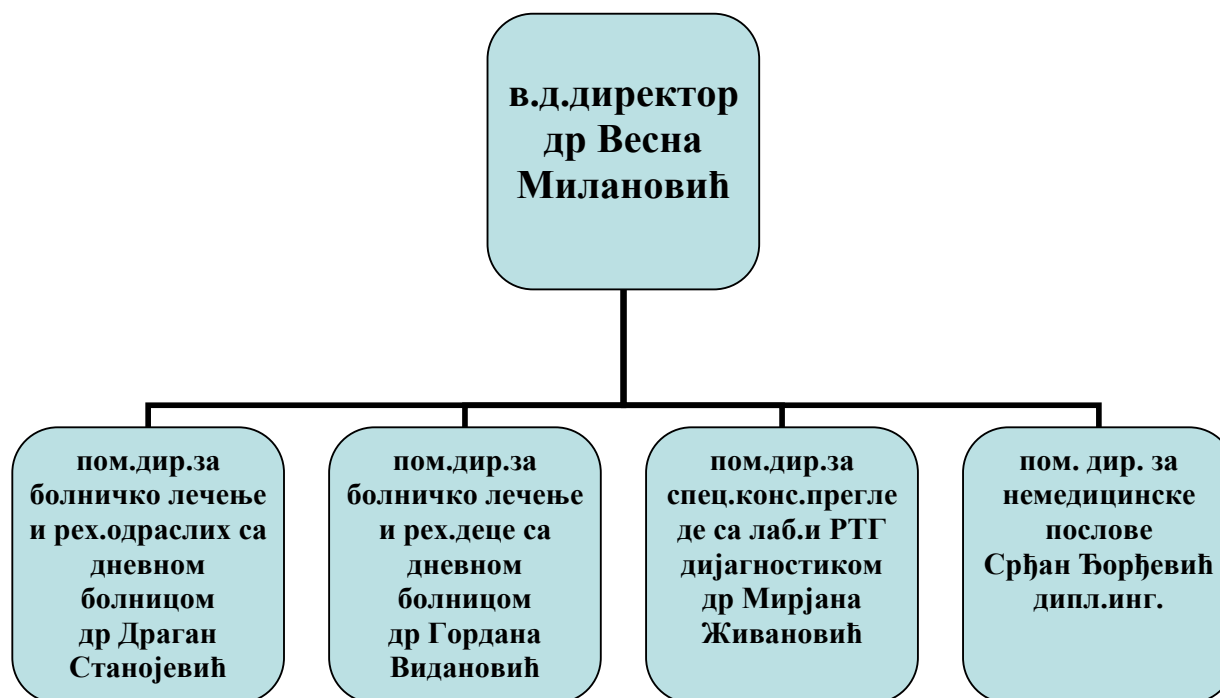 в.д.директор
др Весна
Милановић
пом.дир.за
болничко лечење
и рех.одраслих са
дневном
болницом
др Драган
Станојевић
пом.дир.за
болничко лечење
и рех.деце са
дневном
болницом
др Гордана
Видановић
пом.дир.за
спец.конс.прегле
де са лаб.и РТГ
дијагностиком
др Мирјана
Живановић
пом. дир. за
немедицинске
послове
Срђан Ђорђевић
дипл.инг.